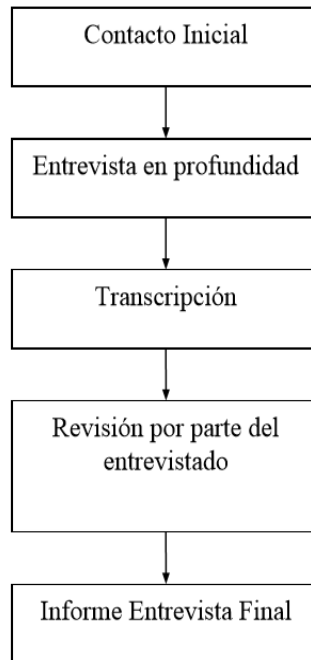 Contacto Inicial
Entrevista en profundidad
Transcripción
Revisión por parte del
entrevistado
Informe Entrevista Final